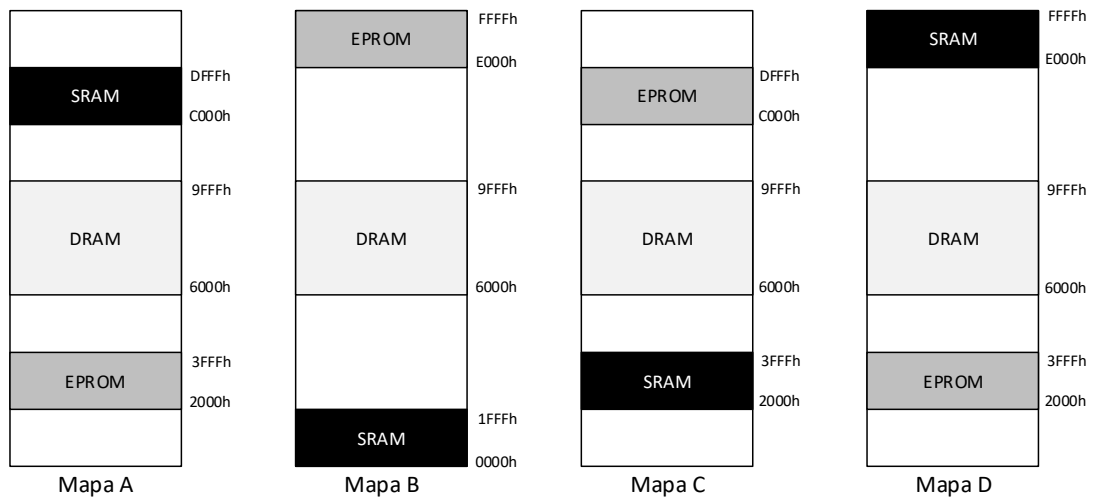 DFFFh
SRAM
C000h
9FFFh
DRAM
6000h
3FFFh
EPROM
2000h
Mapa A
FFFFh
EPROM
E000h
9FFFh
DRAM
6000h
1FFFh
SRAM
0000h
Mapa B
DFFFh
EPROM
C000h
9FFFh
DRAM
6000h
3FFFh
SRAM
2000h
Mapa C
FFFFh
SRAM
E000h
9FFFh
DRAM
6000h
3FFFh
EPROM
2000h
Mapa D